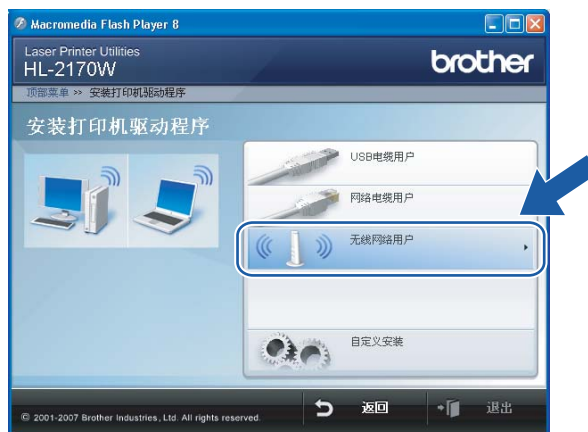 Macromedia Flash Player 8
Laser Printer Utilities
HL-2170W
brother
顶部菜单 >> 安装打印机驱动程序
安装打印机驱动程序
USB电缆用户
网络电缆用户
无线网络用户
自定义安装
© 2001-2007 Brother Industries, Ltd. All rights reserved.
返回
退出